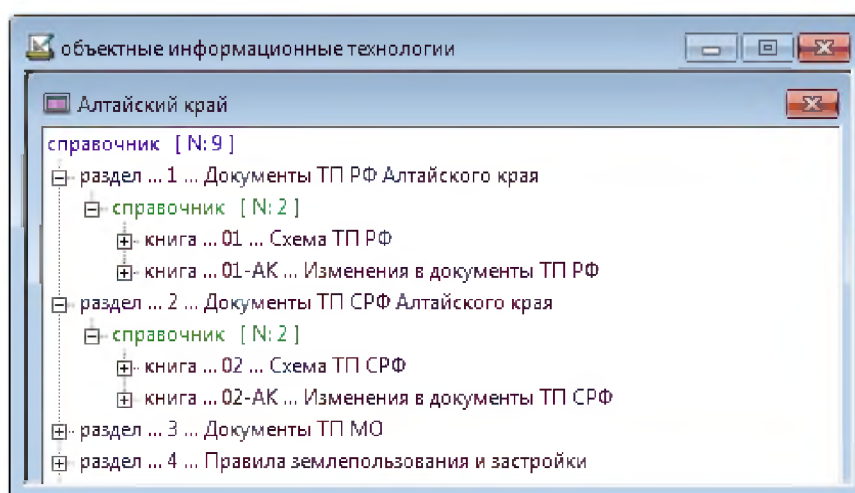 объектные информационные технологии
Алтайский край
справочник [ N: 9 ]
раздел ... 1 ... Документы ТП РФ Алтайского края
справочник [ N: 2 ]
книга ... 01 ... Схема ТП РФ
книга ... 01-АК ... Изменения в документы ТП РФ
раздел ... 2 ... Документы ТП СРФ Алтайского края
справочник [ N: 2 ]
книга ... 02 ... Схема ТП СРФ
книга ... 02-АК ... Изменения в документы ТП СРФ
раздел ... 3 ... Документы ТП МО
раздел ... 4 ... Правила землепользования и застройки